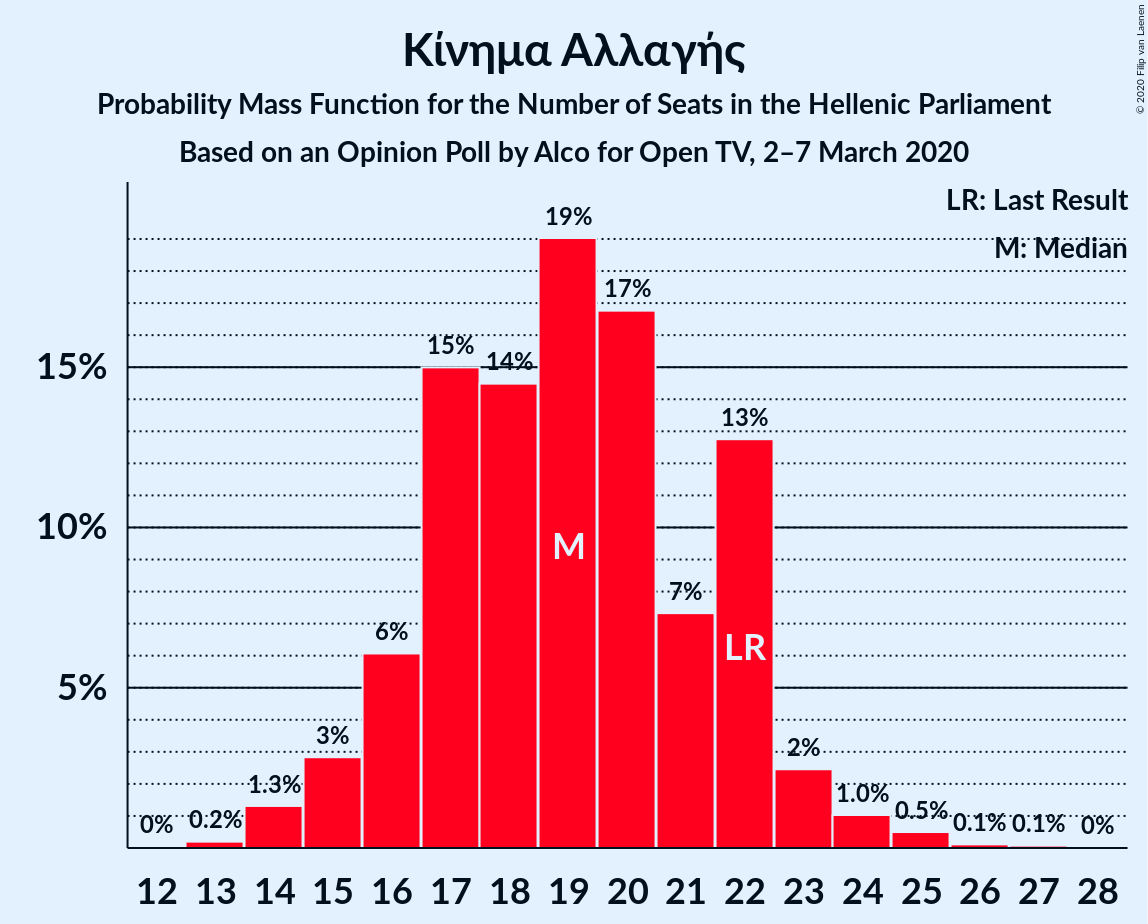 Κίνημα Αλλαγής
Probability Mass Function for the Number of Seats in the Hellenic Parliament
Based on an Opinion Poll by Alco for Open TV, 2–7 March 2020
© 2020 Filip van Laenen
LR: Last Result
M: Median
15%
10%
5%
0%
0.2%
1.3%
3%
6%
15%
14%
19%
17%
7%
13%
2%
1.0%
0.5%
0.1%
0.1%
0%
M
LR
12 13 14 15 16 17 18 19 20 21 22 23 24 25 26 27 28